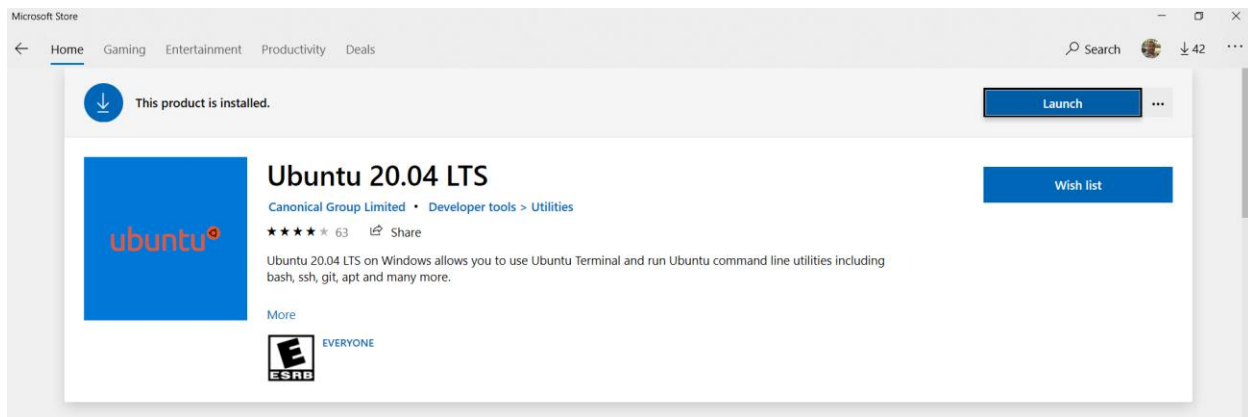 Microsoft Store
Home Gaming Entertainment Productivity Deals Search 42
This product is installed. Launch
Ubuntu 20.04 LTS
Wish list
Canonical Group Limited • Developer tools > Utilities
ubuntu
63 Share
Ubuntu 20.04 LTS on Windows allows you to use Ubuntu Terminal and run Ubuntu command line utilities including
bash, ssh, git, apt and many more.
More
E EVERYONE
ESRB